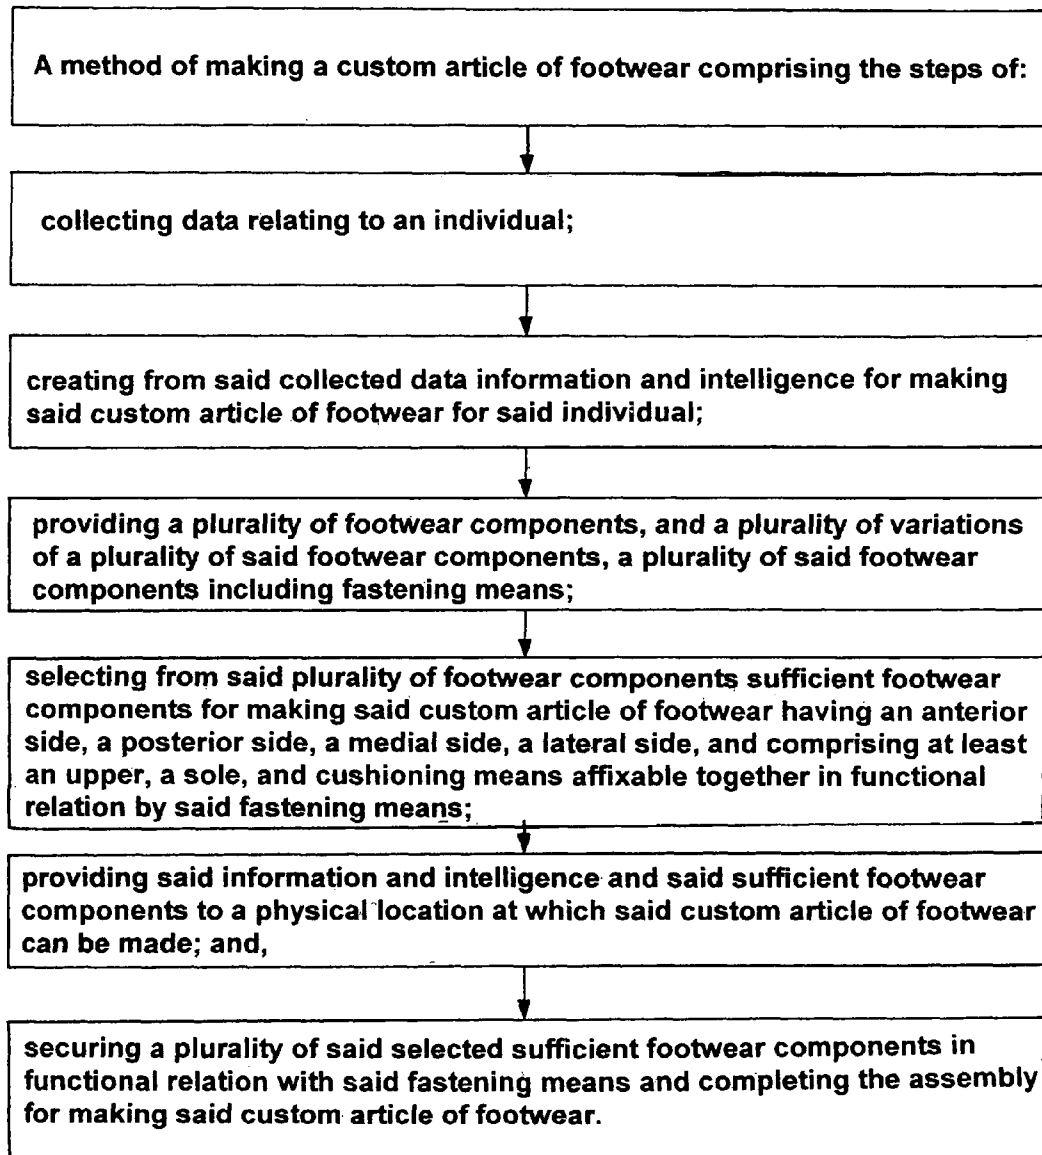 A method of making a custom article of footwear comprising the steps of:
collecting data relating to an individual;
creating from said collected data information and intelligence for making
said custom article of footwear for said individual;
providing a plurality of footwear components, and a plurality of variations
of a plurality of said footwear components, a plurality of said footwear
components including fastening means;
selecting from said plurality of footwear components sufficient footwear
components for making said custom article of footwear having an anterior
side, a posterior side, a medial side, a lateral side, and comprising at least
an upper, a sole, and cushioning means affixable together in functional
relation by said fastening means;
providing said information and intelligence and said sufficient footwear
components to a physical location at which said custom article of footwear
can be made; and,
securing a plurality of said selected sufficient footwear components in
functional relation with said fastening means and completing the assembly
for making said custom article of footwear.